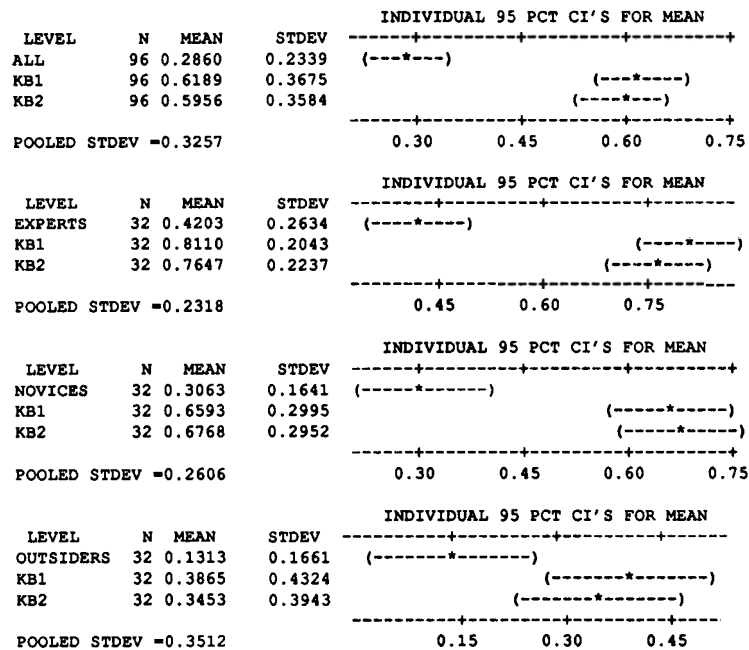 INDIVIDUAL 95 PCT CI'S FOR MEAN
LEVEL N MEAN STDEV ----------+---------+---------+---------+
ALL 96 0.2860 0.2339 (---*---)
KB1 96 0.6189 0.3675 (----*----)
KB2 96 0.5956 0.3584 (----*---)
----------+---------+---------+---------+
POOLED STDEV =0.3257 0.30 0.45 0.60 0.75
INDIVIDUAL 95 PCT CI'S FOR MEAN
LEVEL N MEAN STDEV -------+---------+---------+---------
EXPERTS 32 0.4203 0.2634 (----*----)
KB1 32 0.8110 0.2043 (----*----)
KB2 32 0.7647 0.2237 (----*----)
-------+---------+---------+---------
POOLED STDEV =0.2318 0.45 0.60 0.75
INDIVIDUAL 95 PCT CI'S FOR MEAN
LEVEL N MEAN STDEV ------+---------+---------+---------+
NOVICES 32 0.3063 0.1641 (-----*------)
KB1 32 0.6593 0.2995 (-----*-----)
KB2 32 0.6768 0.2952 (-----*-----)
------+---------+---------+---------+
POOLED STDEV =0.2606 0.30 0.45 0.60 0.75
INDIVIDUAL 95 PCT CI'S FOR MEAN
LEVEL N MEAN STDEV ----------+---------+---------+------
OUTSIDERS 32 0.1313 0.1661 (-------*-------)
KB1 32 0.3865 0.4324 (-------*-------)
KB2 32 0.3453 0.3943 (-------*-------)
----------+---------+---------+------
POOLED STDEV =0.3512 0.15 0.30 0.45